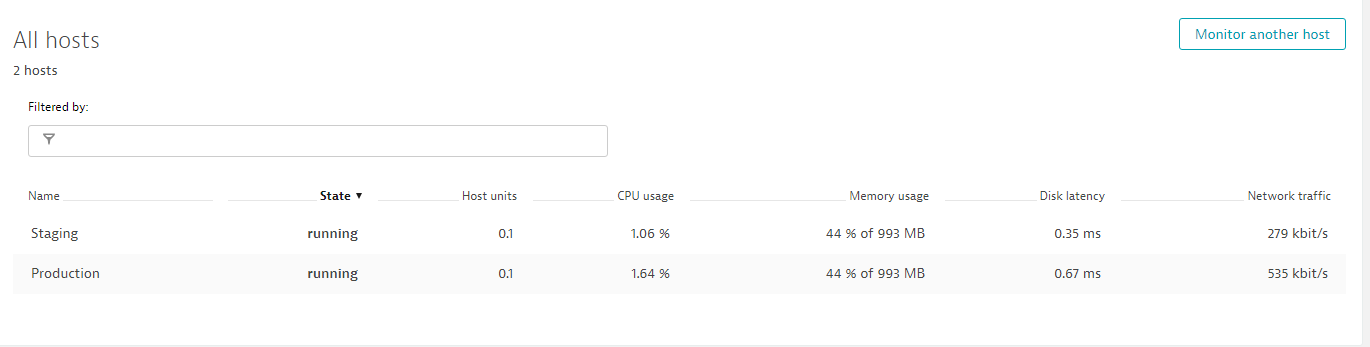 All hosts
Monitor another host
2 hosts
Filtered by:
Name State ▼ Host units CPU usage Memory usage Disk latency Network traffic
Staging running 0.1 1.06 % 44 % of 993 MB 0.35 ms 279 kbit/s
Production running 0.1 1.64 % 44 % of 993 MB 0.67 ms 535 kbit/s